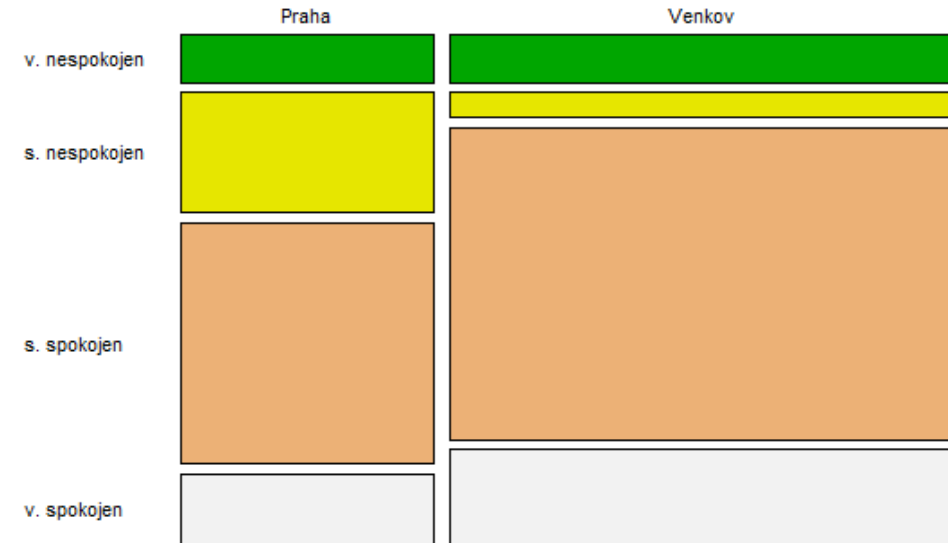 Praha Venkov
v. nespokojen
s. nespokojen
s. spokojen
v. spokojen